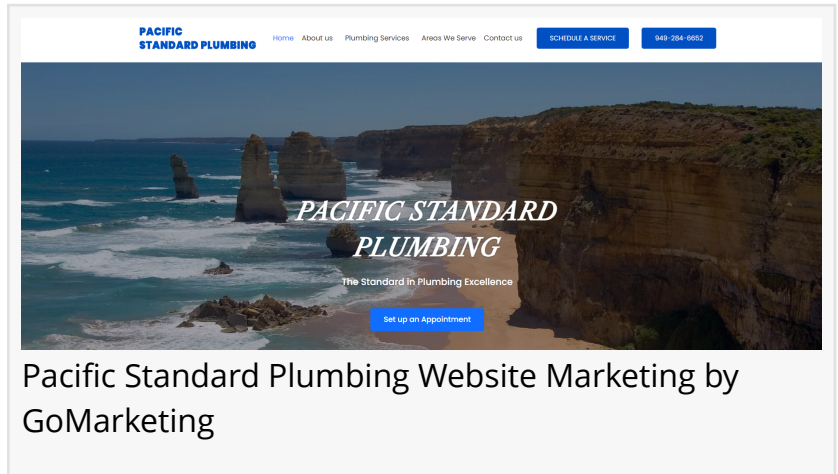 PACIFIC
STANDARD PLUMBING
Home About us Plumbing Services Areas We Serve Contact us SCHEDULE A SERVICE 949-284-6652
PACIFIC STANDARD
PLUMBING
The Standard in Plumbing Excellence
Set up an Appointment
Pacific Standard Plumbing Website Marketing by
GoMarketing